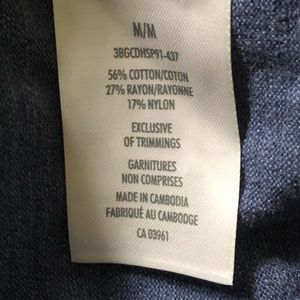 M/M
3BGCDHSP91-437
56% COTTON/COTON
27% RAYON/RAYONNE
17% NYLON
EXCLUSIVE
OF TRIMMINGS
GARNITURES
NON COMPRISES
MADE IN CAMBODIA
FABRIQUÉ AU CAMBODGE
CA 03961